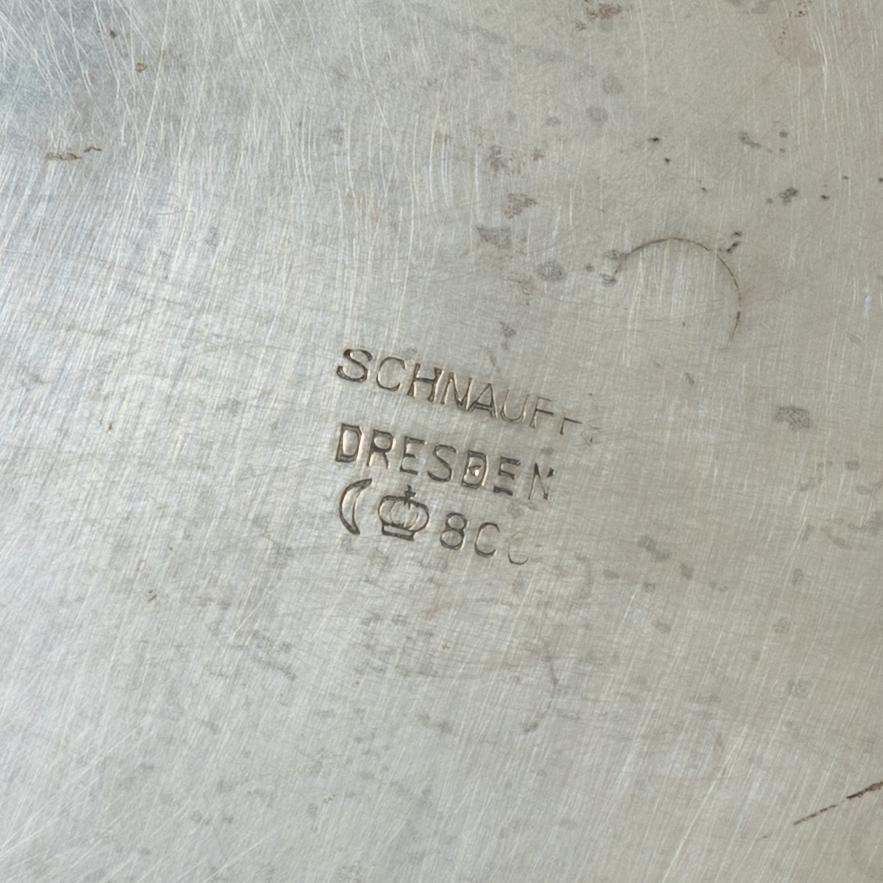 SCHNAUFF
DRESDEN
800